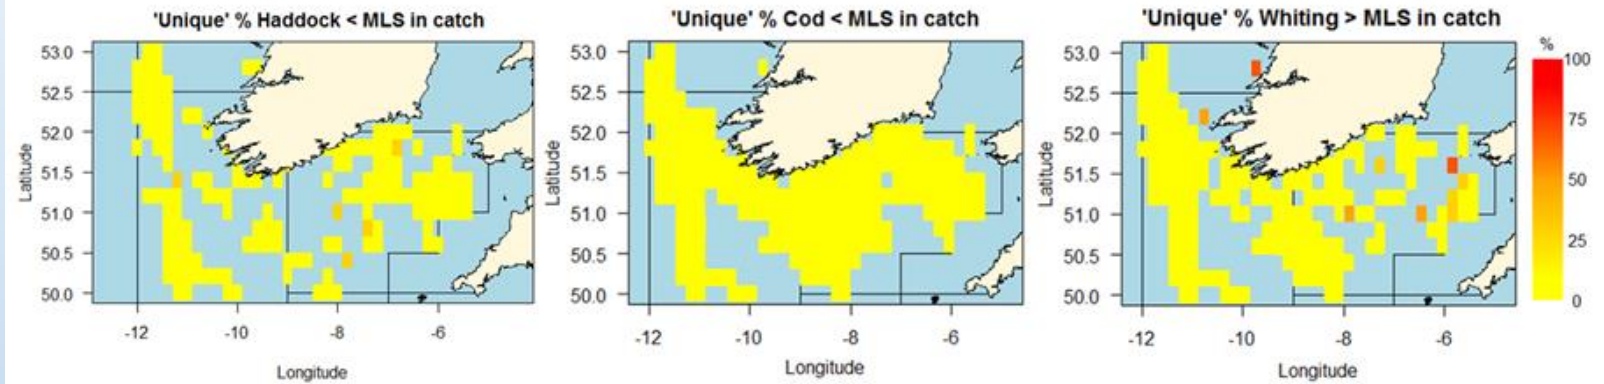 'Unique' % Haddock < MLS in catch
53.0
52.5
52.0
51.5
51.0
50.5
50.0
Latitude
-12 -10 -8 -6
Longitude
'Unique' % Cod < MLS in catch
53.0
52.5
52.0
51.5
51.0
50.5
50.0
Latitude
-12 -10 -8 -6
Longitude
'Unique' % Whiting > MLS in catch
53.0
52.5
52.0
51.5
51.0
50.5
50.0
Latitude
-12 -10 -8 -6
Longitude
%
100
75
50
25
0